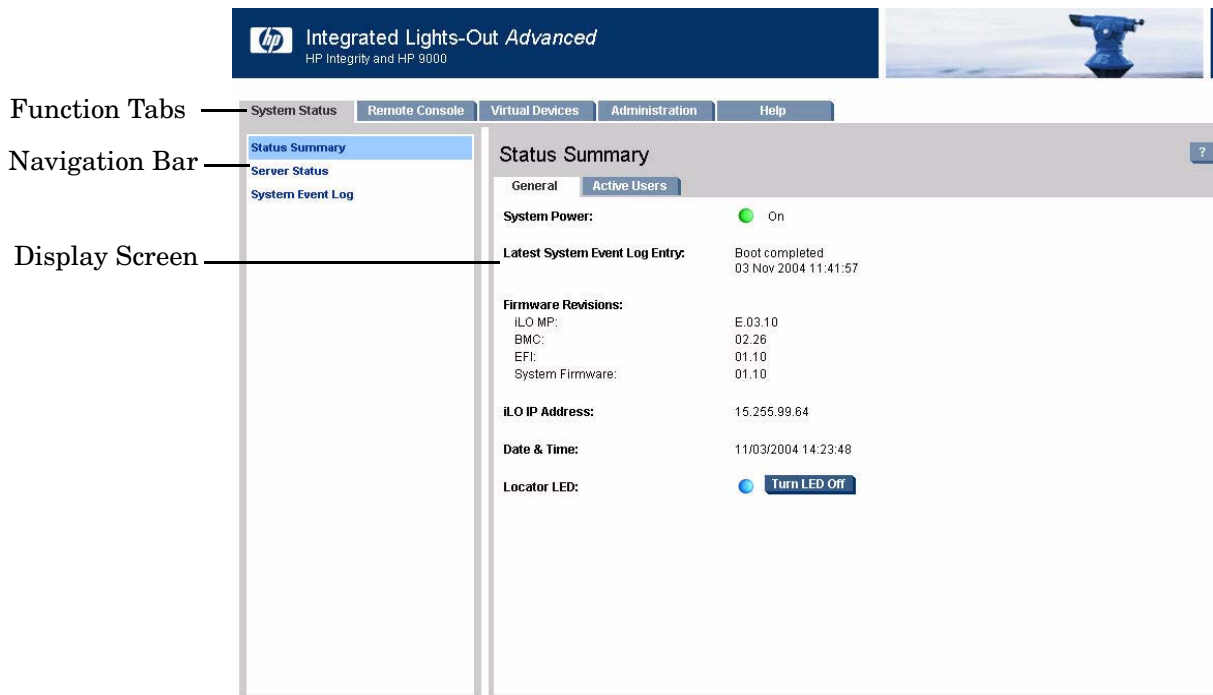 hp
Integrated Lights-Out Advanced
HP Integrity and HP 9000
Function Tabs
System Status
Remote Console
Virtual Devices
Administration
Help
Navigation Bar
Status Summary
Server Status
System Event Log
Status Summary
?
General
Active Users
Display Screen
System Power: On
Latest System Event Log Entry: Boot completed
03 Nov 2004 11:41:57
Firmware Revisions:
iLO MP: E.03.10
BMC: 02.26
EFI: 01.10
System Firmware: 01.10
iLO IP Address: 15.255.99.64
Date & Time: 11/03/2004 14:23:48
Locator LED: Turn LED Off